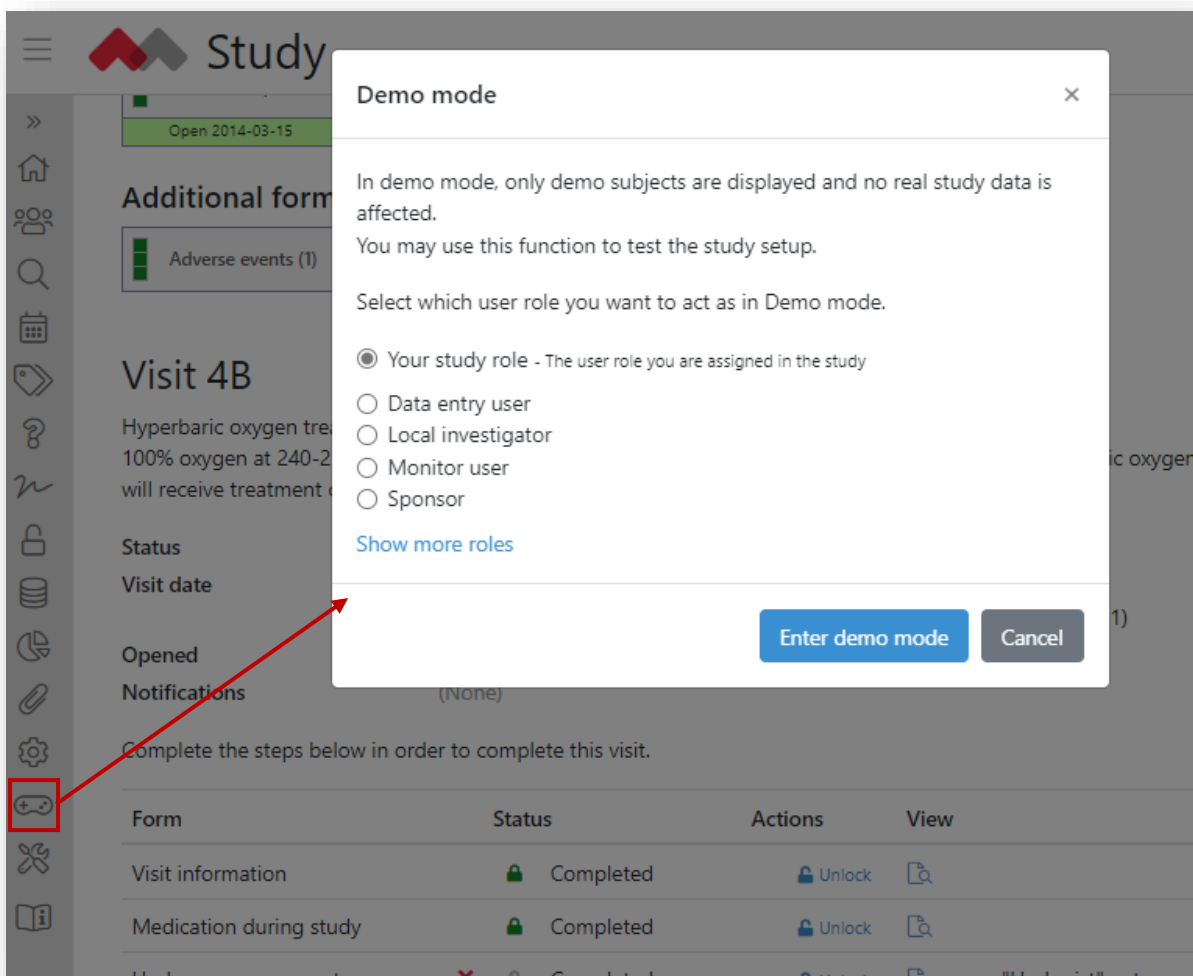 Study
Demo mode
×
Open 2014-03-15
In demo mode, only demo subjects are displayed and no real study data is
affected.
You may use this function to test the study setup.
Additional form
Adverse events (1)
Select which user role you want to act as in Demo mode.
Your study role - The user role you are assigned in the study
Data entry user
Local investigator
Monitor user
Sponsor
Show more roles
Enter demo mode
Cancel
Visit 4B
Hyperbaric oxygen
100% oxygen at 240-2
ic oxygen
will receive treatment
Status
Visit date
1)
Opened
Notifications
(None)
Complete the steps below in order to complete this visit.
Form Status Actions View
Visit information Completed Unlock
Medication during study Completed Unlock